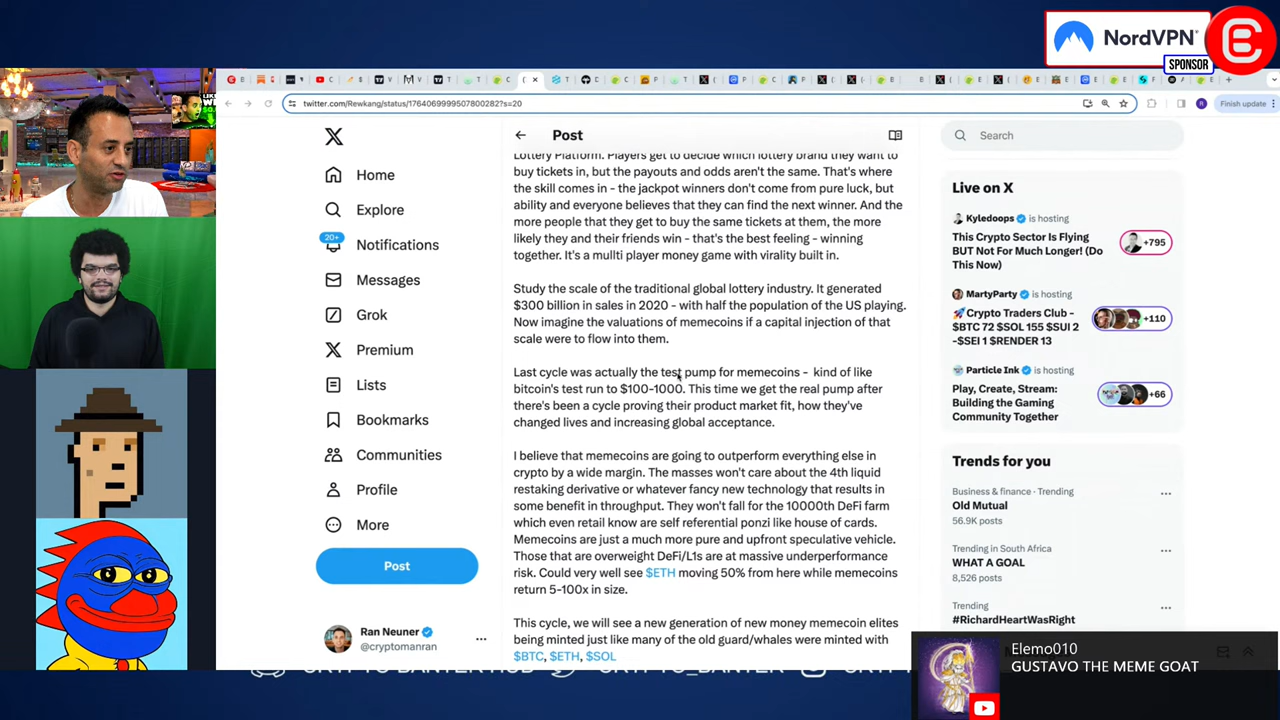 NordVPN
SPONSOR
twitter.com/Rewkang/status/1764069999507800282?s=20
Finish update
Home
Explore
20+
Notifications
Messages
Grok
Premium
Lists
Bookmarks
Communities
Profile
More
Post
Ran Neuner
@cryptomanran
Post
Lottery Platform. Players get to decide which lottery brand they want to
buy tickets in, but the payouts and odds aren't the same. That's where
the skill comes in - the jackpot winners don't come from pure luck, but
ability and everyone believes that they can find the next winner. And the
more people that they get to buy the same tickets at them, the more
likely they and their friends win - that's the best feeling - winning
together. It's a mullti player money game with virality built in.
Study the scale of the traditional global lottery industry. It generated
$300 billion in sales in 2020 - with half the population of the US playing.
Now imagine the valuations of memecoins if a capital injection of that
scale were to flow into them.
Last cycle was actually the test pump for memecoins - kind of like
bitcoin's test run to $100-1000. This time we get the real pump after
there's been a cycle proving their product market fit, how they've
changed lives and increasing global acceptance.
I believe that memecoins are going to outperform everything else in
crypto by a wide margin. The masses won't care about the 4th liquid
restaking derivative or whatever fancy new technology that results in
some benefit in throughput. They won't fall for the 10000th DeFi farm
which even retail know are self referential ponzi like house of cards.
Memecoins are just a much more pure and upfront speculative vehicle.
Those that are overweight DeFi/L1s are at massive underperformance
risk. Could very well see $ETH moving 50% from here while memecoins
return 5-100x in size.
This cycle, we will see a new generation of new money memecoin elites
being minted just like many of the old guard/whales were minted with
$BTC, $ETH, $SOL
Search
Live on X
Kyledoops is hosting
This Crypto Sector Is Flying
BUT Not For Much Longer! (Do
This Now)
+795
MartyParty is hosting
Crypto Traders Club -
$BTC 72 $SOL 155 $SUI 2
-$SEI 1 $RENDER 13
+110
Particle Ink is hosting
Play, Create, Stream:
Building the Gaming
Community Together
+66
Trends for you
Business & finance · Trending
Old Mutual
56.9K posts
Trending in South Africa
WHAT A GOAL
8,526 posts
Trending
#RichardHeartWasRight
Elemo010
GUSTAVO THE MEME GOAT